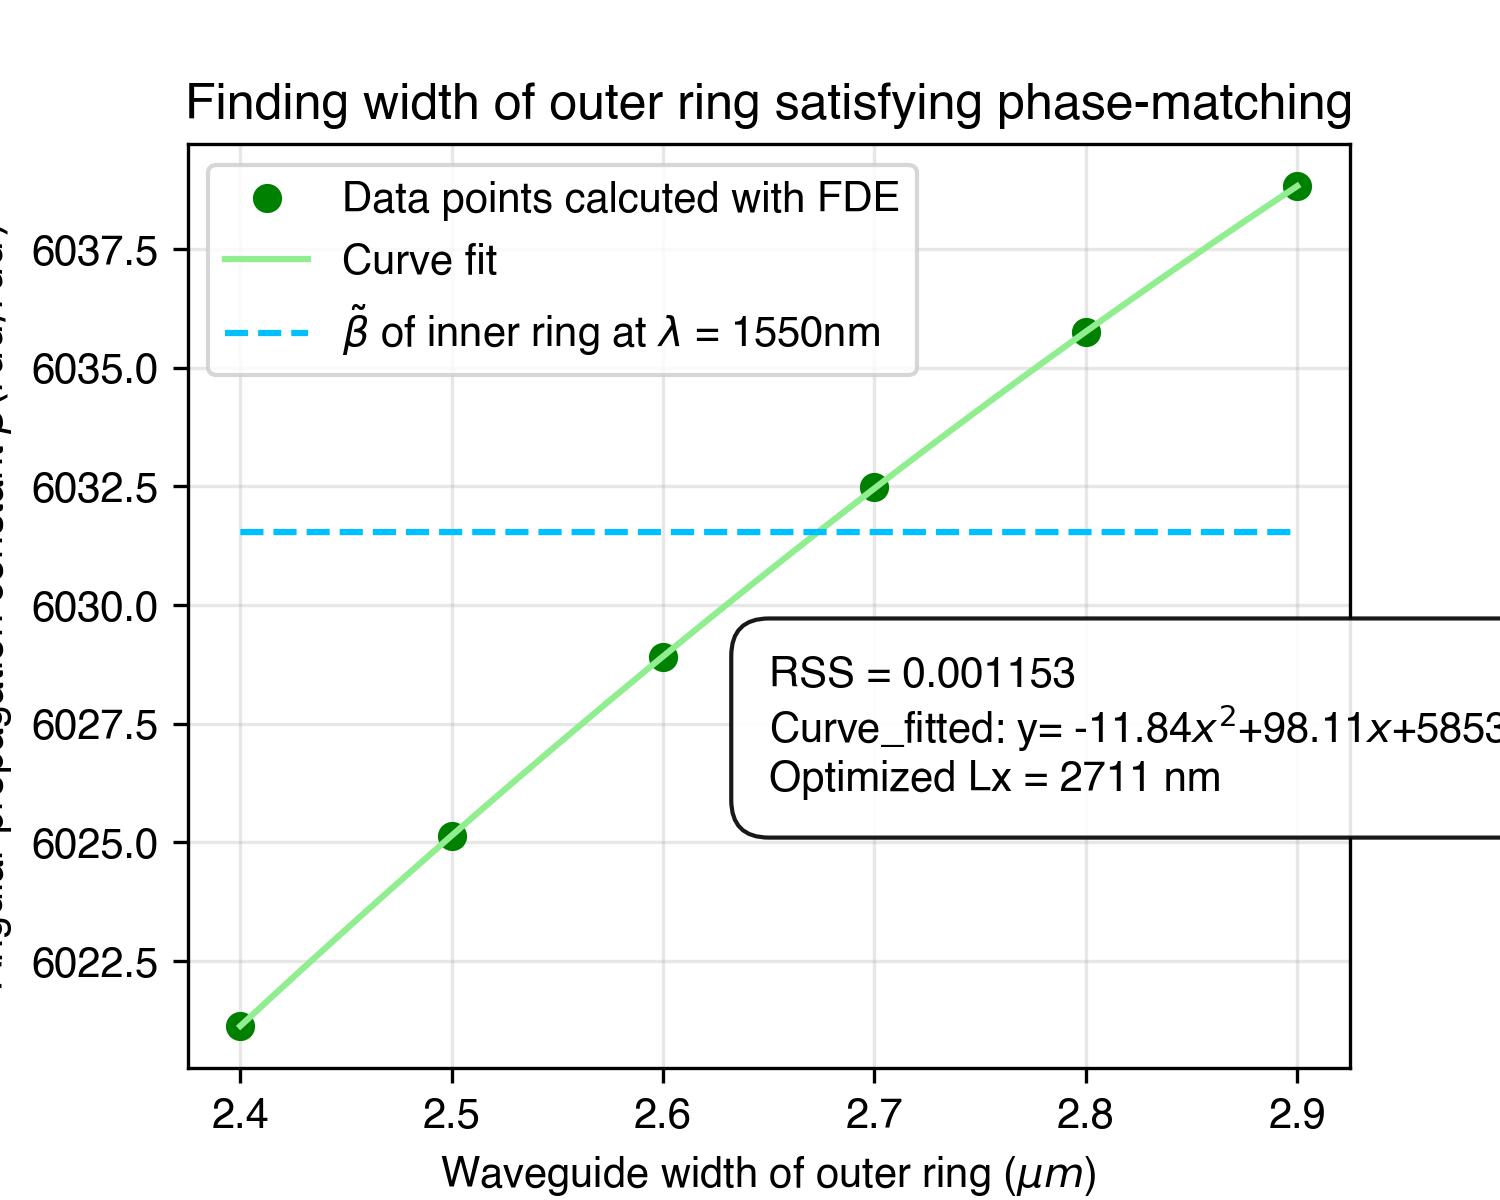 Finding width of outer ring satisfying phase-matching
Data points calcuted with FDE
Curve fit
β̃ of inner ring at λ = 1550nm
6037.5
6035.0
6032.5
6030.0
6027.5
6025.0
6022.5
RSS = 0.001153
Curve_fitted: y= -11.84x²+98.11x+5853
Optimized Lx = 2711 nm
2.4 2.5 2.6 2.7 2.8 2.9
Waveguide width of outer ring (μm)